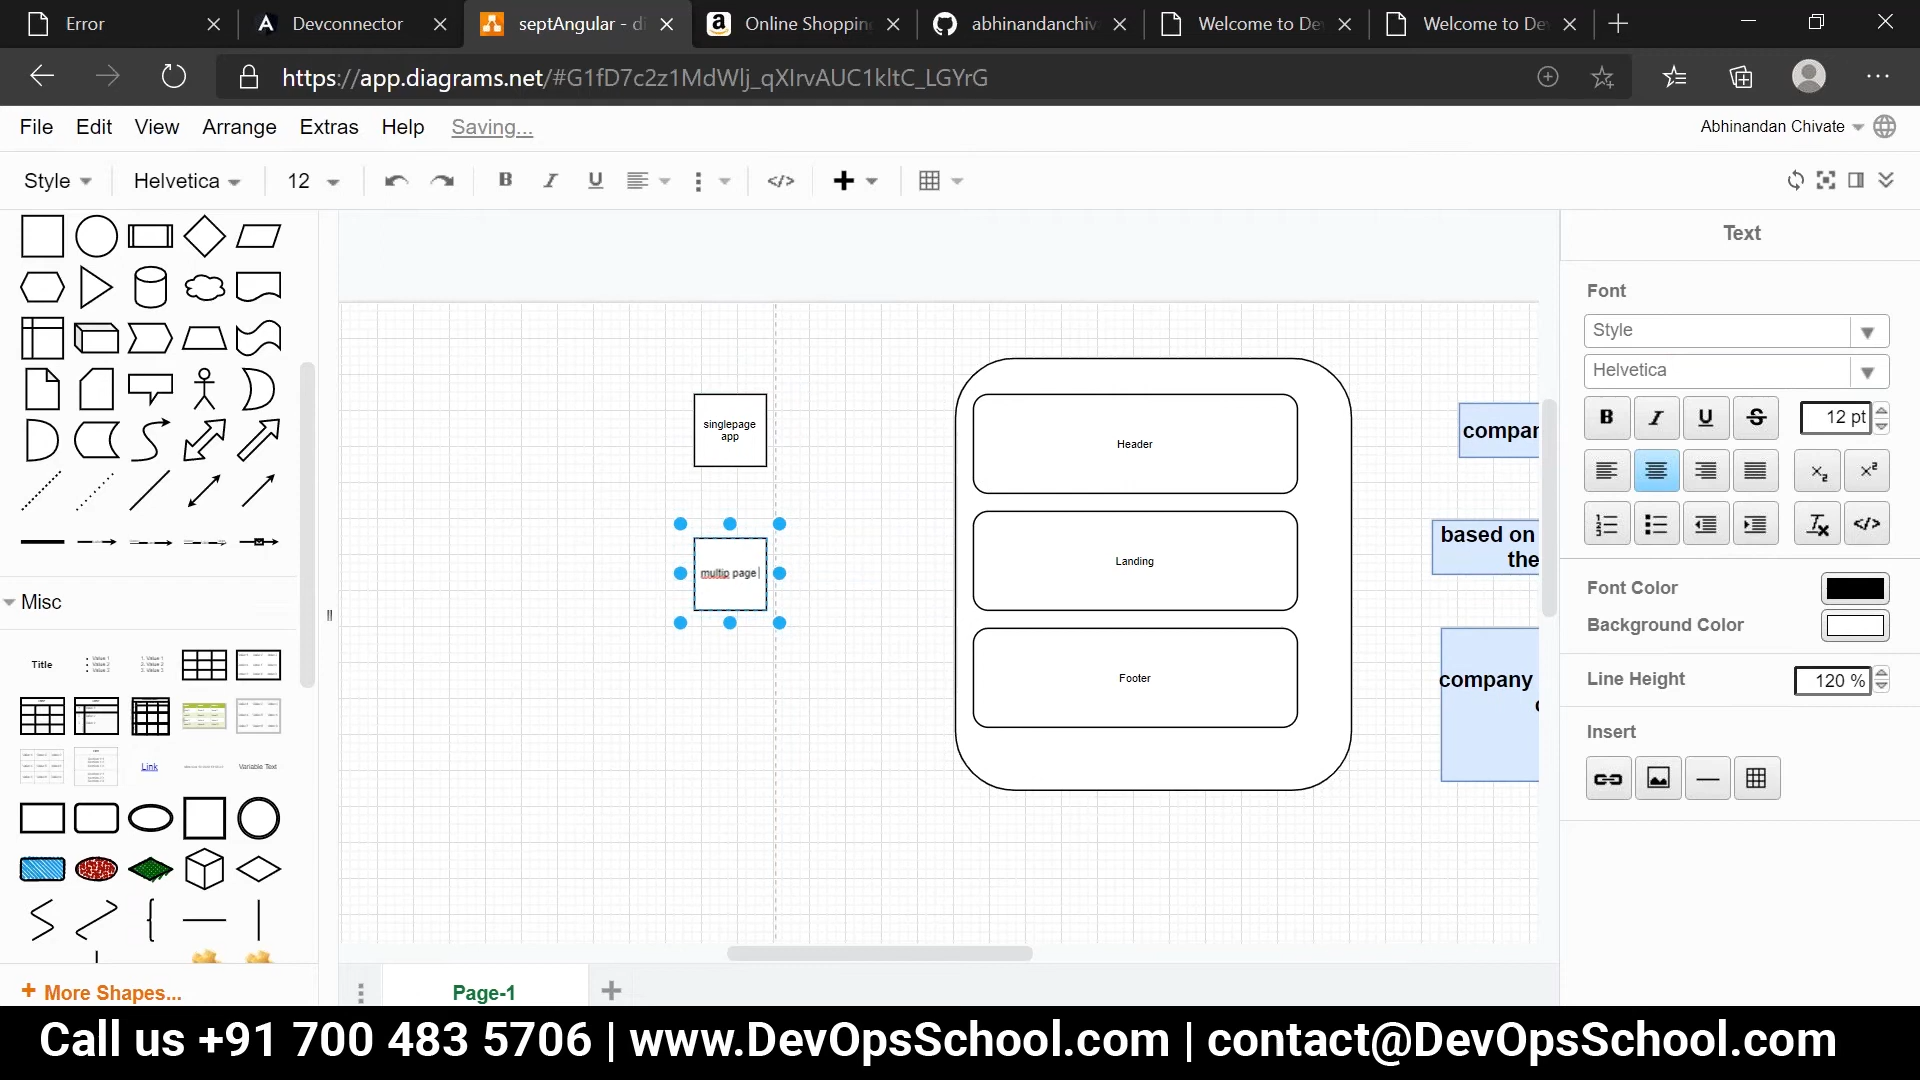 Error
Devconnector
septAngular - di
Online Shopping
abhinandanchiv
Welcome to De
Welcome to De
https://app.diagrams.net/#G1fD7c2z1MdWlj_qXIrvAUC1kltC_LGYrG
File Edit View Arrange Extras Help Saving...
Abhinandan Chivate
Style Helvetica 12
B I U
Text
Font
Style
Helvetica
B I U S 12 pt
Font Color
Background Color
Line Height 120 %
Insert
Misc
Title
Link
Variable Text
singlepage
app
multip page
Header
Landing
Footer
compan
based on
the
company
+ More Shapes...
Page-1
Call us +91 700 483 5706 | www.DevOpsSchool.com | contact@DevOpsSchool.com